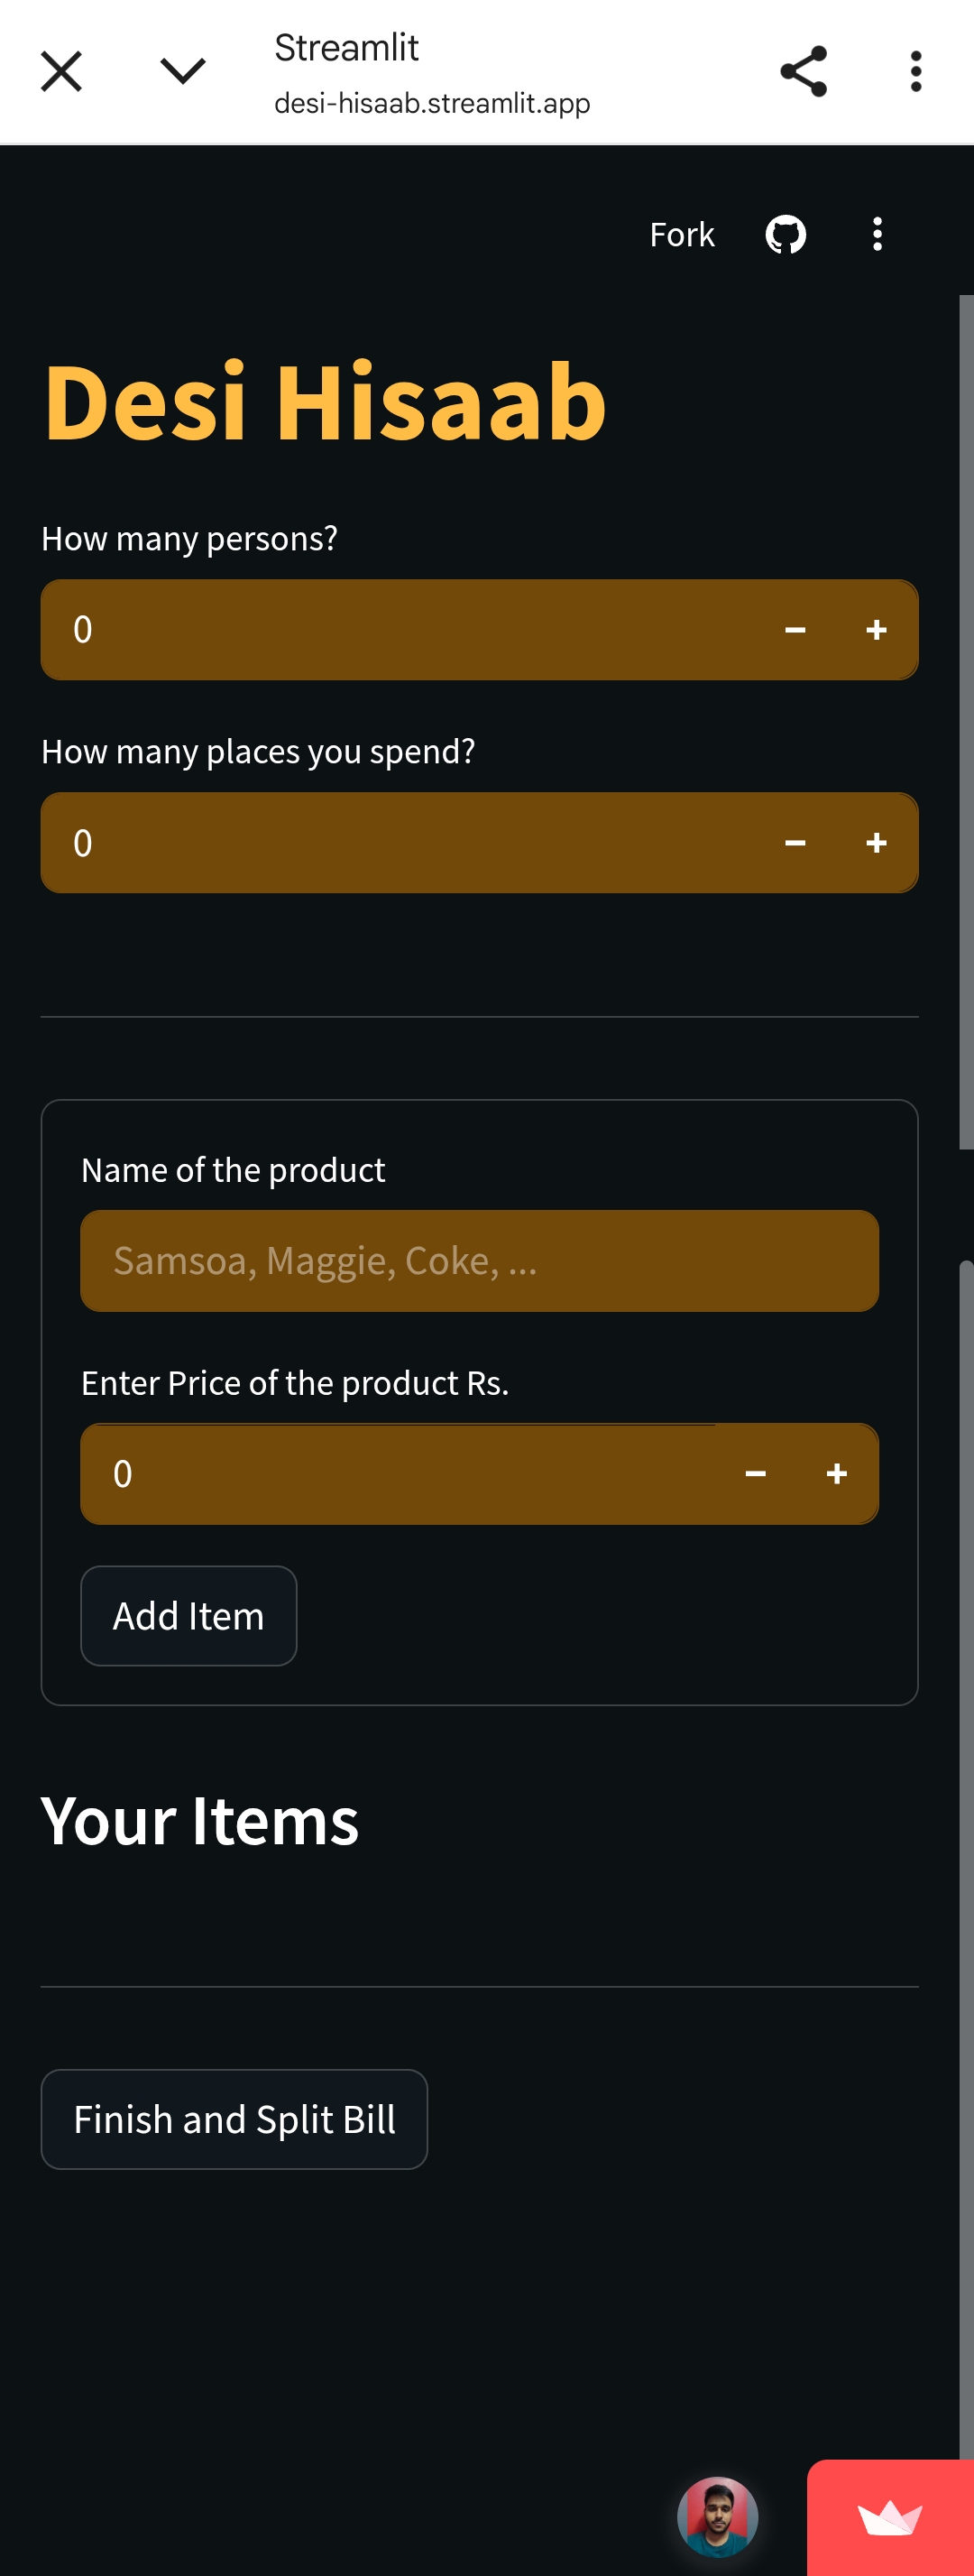 Streamlit
desi-hisaab.streamlit.app
Fork
Desi Hisaab
How many persons?
0
How many places you spend?
0
Name of the product
Samsoa, Maggie, Coke, ...
Enter Price of the product Rs.
0
Add Item
Your Items
Finish and Split Bill